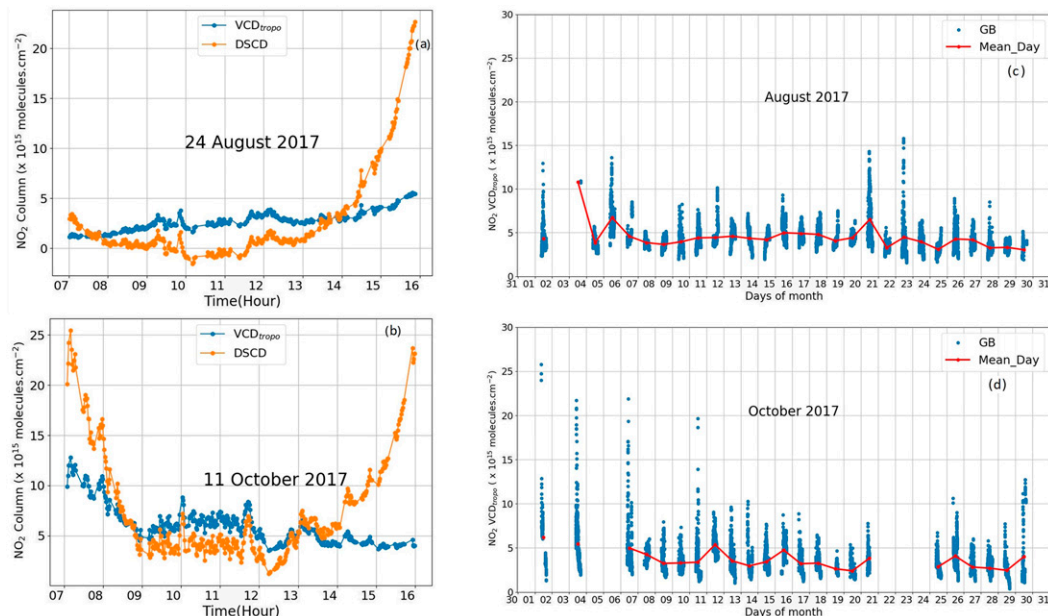 VCDtropo
DSCD
(a)
24 August 2017
NO2 Column (x 10^15 molecules.cm^-2)
20
15
10
5
0
07 08 09 10 11 12 13 14 15 16
Time(Hour)
VCDtropo
DSCD
(b)
11 October 2017
NO2 Column (x 10^15 molecules.cm^-2)
25
20
15
10
5
07 08 09 10 11 12 13 14 15 16
Time(Hour)
GB
Mean_Day
(c)
August 2017
NO2 VCDtropo ( x 10^15 molecules.cm^-2)
30
25
20
15
10
5
0
31 01 02 03 04 05 06 07 08 09 10 11 12 13 14 15 16 17 18 19 20 21 22 23 24 25 26 27 28 29 30 31
Days of month
GB
Mean_Day
(d)
October 2017
NO2 VCDtropo ( x 10^15 molecules.cm^-2)
30
25
20
15
10
5
0
30 01 02 03 04 05 06 07 08 09 10 11 12 13 14 15 16 17 18 19 20 21 22 23 24 25 26 27 28 29 30 31
Days of month